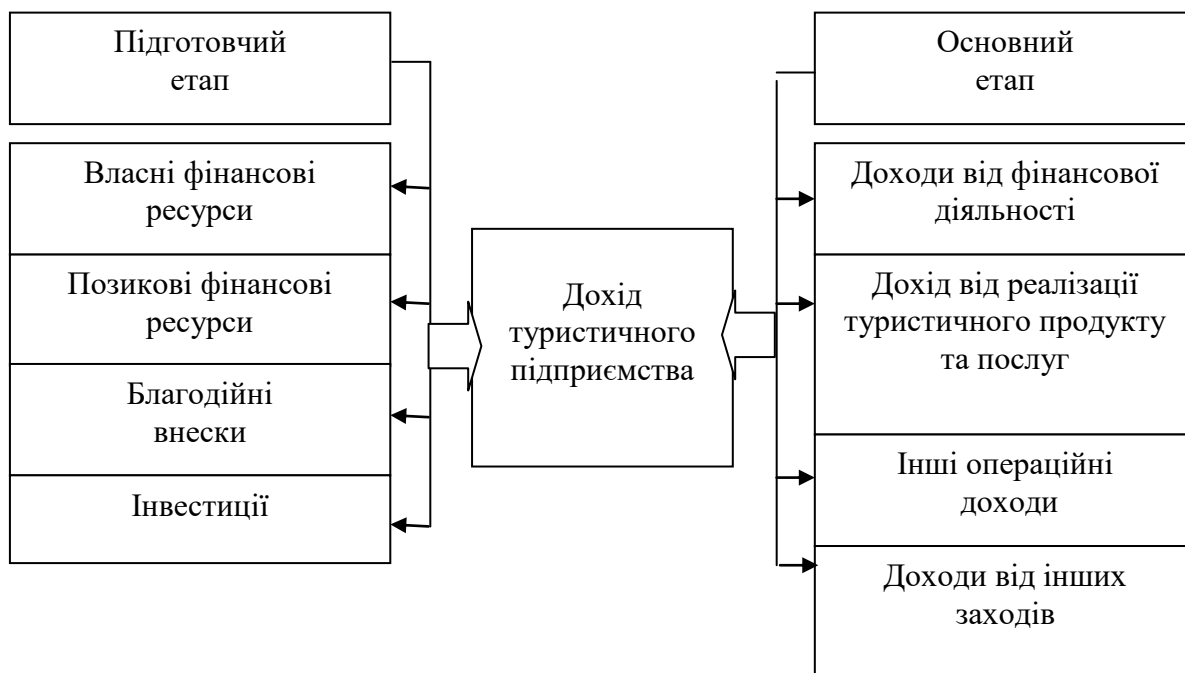 Підготовчий
етап
Власні фінансові
ресурси
Позикові фінансові
ресурси
Благодійні
внески
Інвестиції
Дохід
туристичного
підприємства
Основний
етап
Доходи від фінансової
діяльності
Дохід від реалізації
туристичного продукту
та послуг
Інші операційні
доходи
Доходи від інших
заходів